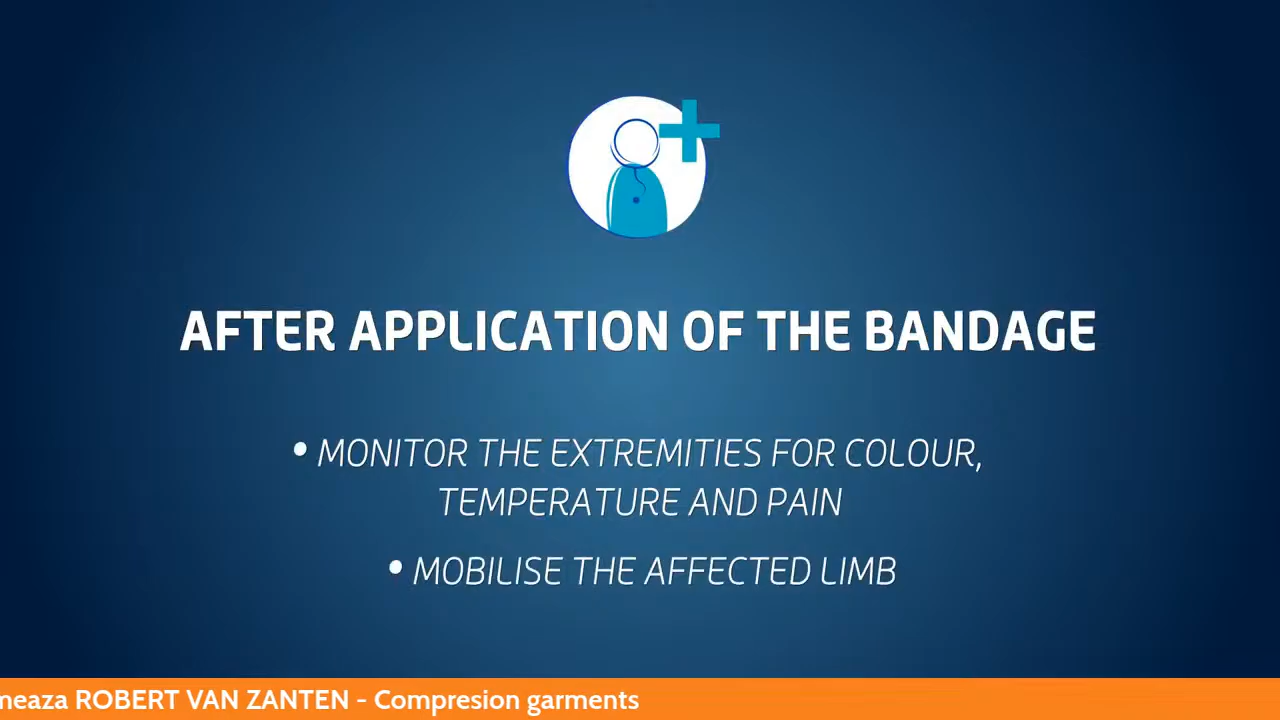 AFTER APPLICATION OF THE BANDAGE
• MONITOR THE EXTREMITIES FOR COLOUR,
TEMPERATURE AND PAIN
• MOBILISE THE AFFECTED LIMB
meaza ROBERT VAN ZANTEN - Compresion garments